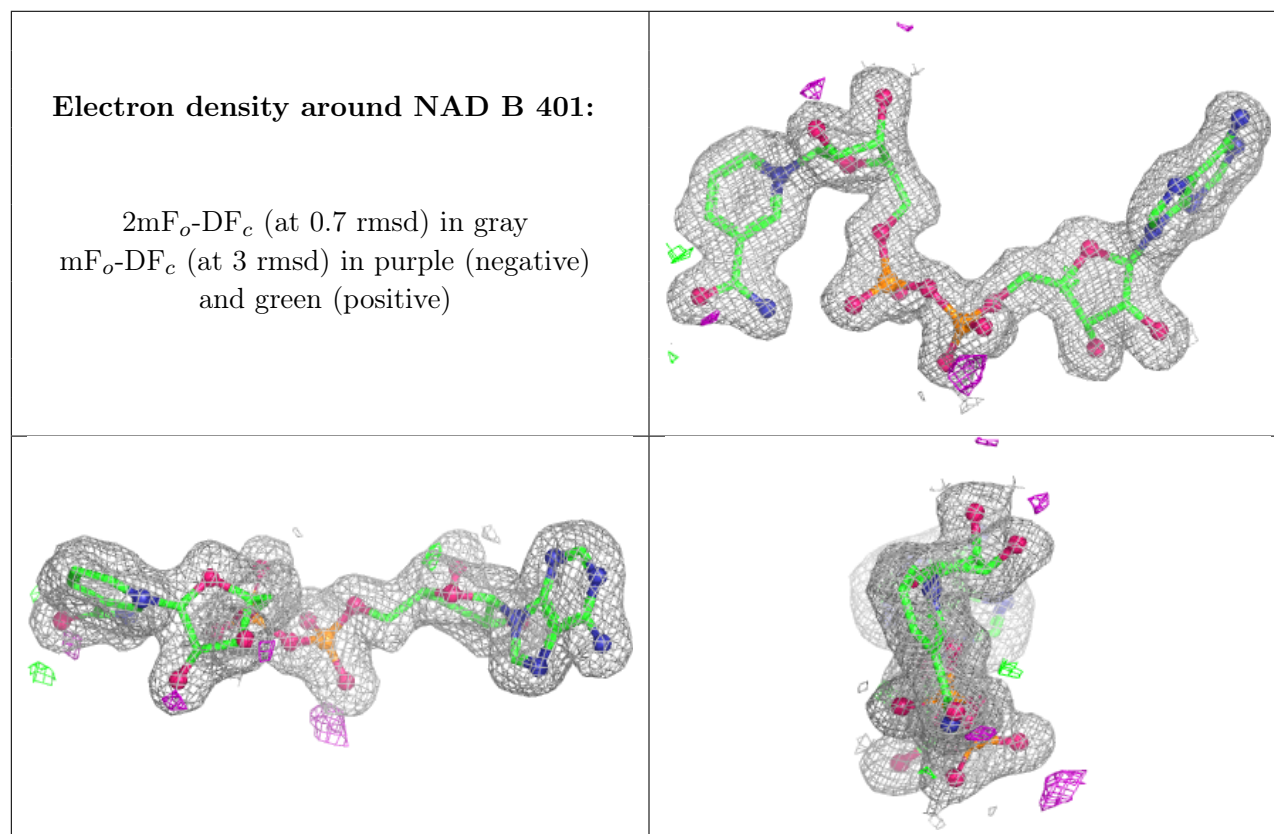 Electron density around NAD B 401:
2mFₒ-DF𝒸 (at 0.7 rmsd) in gray
mFₒ-DF𝒸 (at 3 rmsd) in purple (negative)
and green (positive)